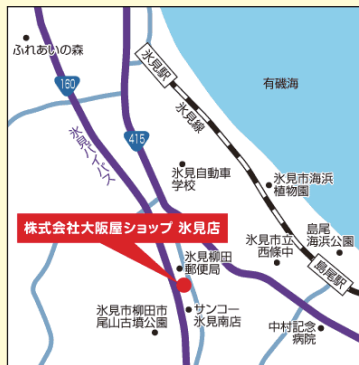 ふれあいの森
160
氷見駅
有磯海
氷見線
415
氷見バイパス
氷見自動車
学校
氷見市海浜
植物園
株式会社大阪屋ショップ 氷見店
氷見市立
西條中
島尾
海浜公園
氷見柳田
郵便局
島尾駅
氷見市柳田市
尾山古墳公園
サンコー
氷見南店
中村記念
病院